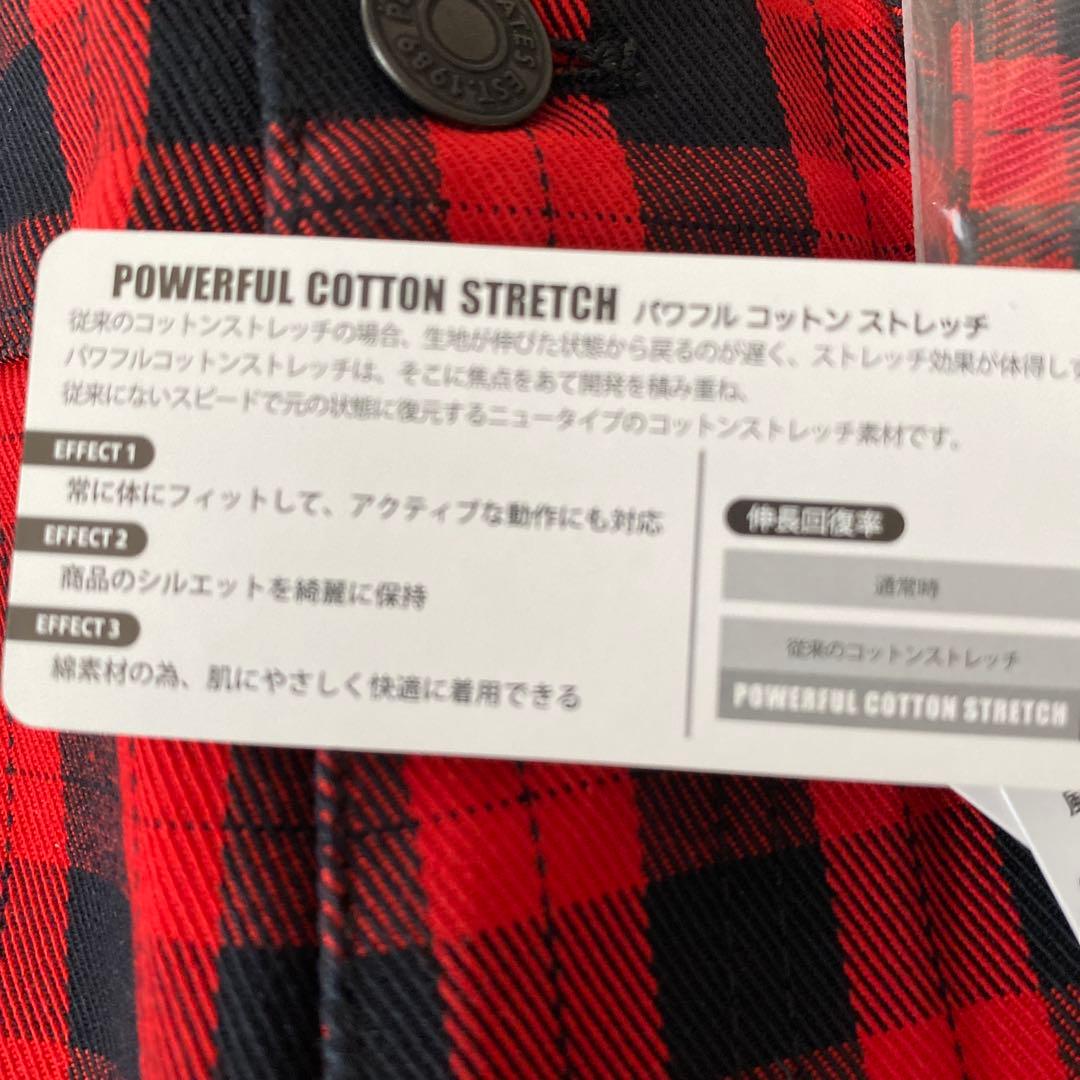 ATES EST.1989 P
POWERFUL COTTON STRETCH パワフル コットン ストレッチ
従来のコットンストレッチの場合、生地が伸びた状態から戻るのが遅く、ストレッチ効果が体得し
パワフルコットンストレッチは、そこに焦点をあて開発を積み重ね、
従来にないスピードで元の状態に復元するニュータイプのコットンストレッチ素材です。
EFFECT 1
常に体にフィットして、アクティブな動作にも対応
EFFECT 2
商品のシルエットを綺麗に保持
EFFECT 3
綿素材の為、肌にやさしく快適に着用できる
伸長回復率
通常時
従来のコットンストレッチ
POWERFUL COTTON STRETCH